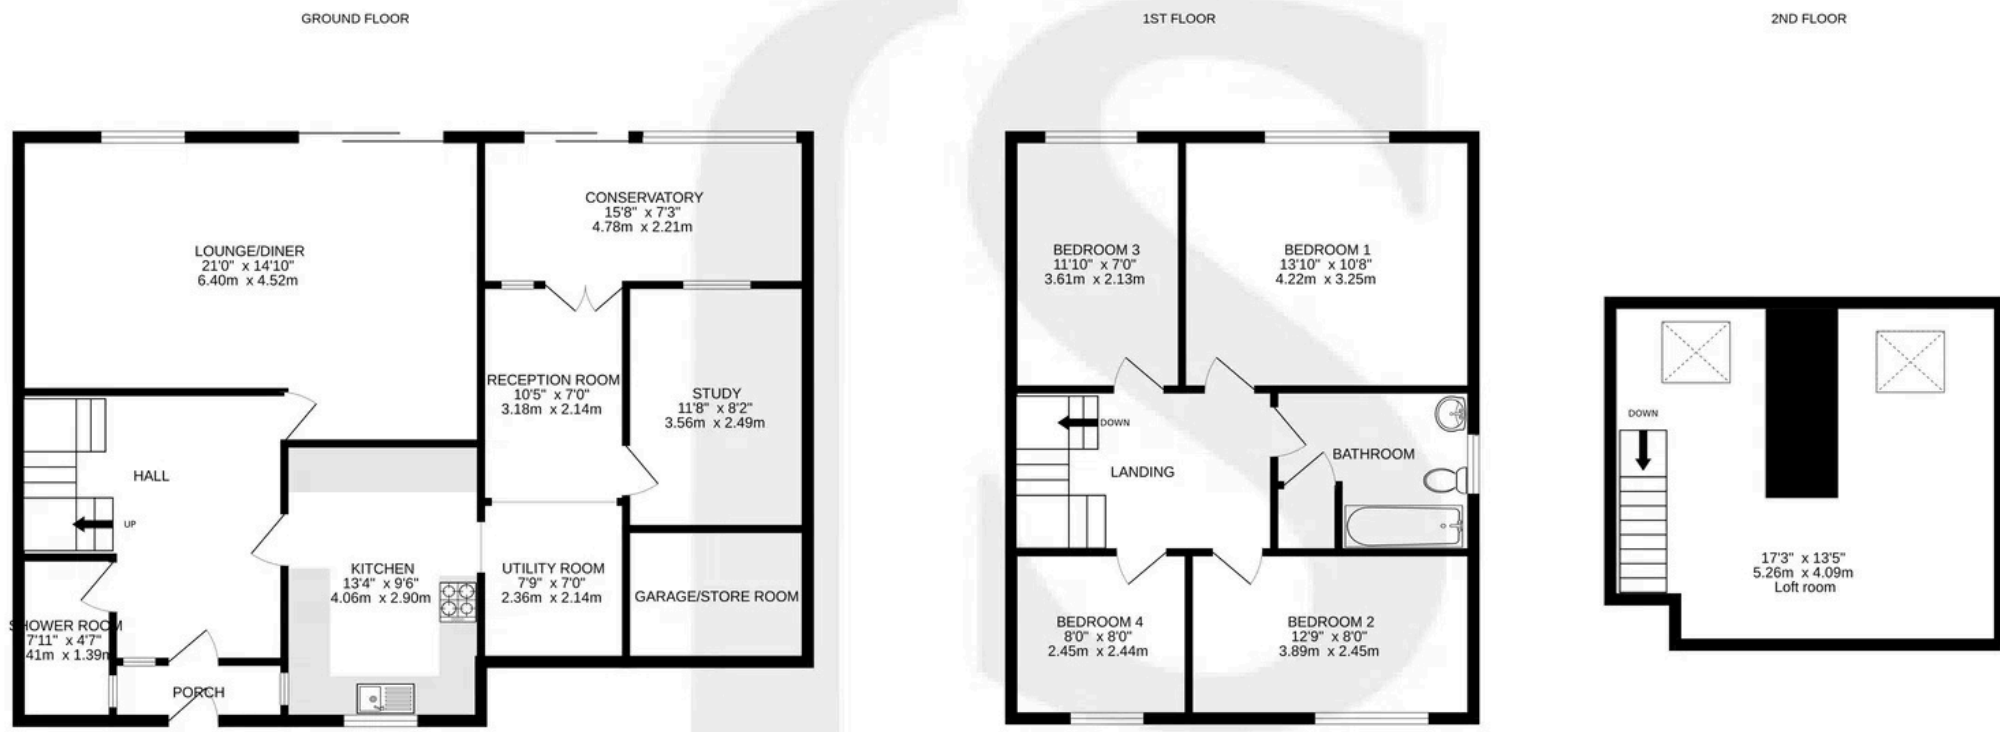 GROUND FLOOR
1ST FLOOR
2ND FLOOR
CONSERVATORY
15'8" x 7'3"
4.78m x 2.21m
LOUNGE/DINER
21'0" x 14'10"
6.40m x 4.52m
RECEPTION ROOM
10'5" x 7'0"
3.18m x 2.14m
STUDY
11'8" x 8'2"
3.56m x 2.49m
HALL
UP
KITCHEN
13'4" x 9'6"
4.06m x 2.90m
UTILITY ROOM
7'9" x 7'0"
2.36m x 2.14m
GARAGE/STORE ROOM
SHOWER ROOM
7'11" x 4'7"
41m x 1.39m
PORCH
BEDROOM 3
11'10" x 7'0"
3.61m x 2.13m
BEDROOM 1
13'10" x 10'8"
4.22m x 3.25m
DOWN
LANDING
BATHROOM
BEDROOM 4
8'0" x 8'0"
2.45m x 2.44m
BEDROOM 2
12'9" x 8'0"
3.89m x 2.45m
DOWN
17'3" x 13'5"
5.26m x 4.09m
Loft room